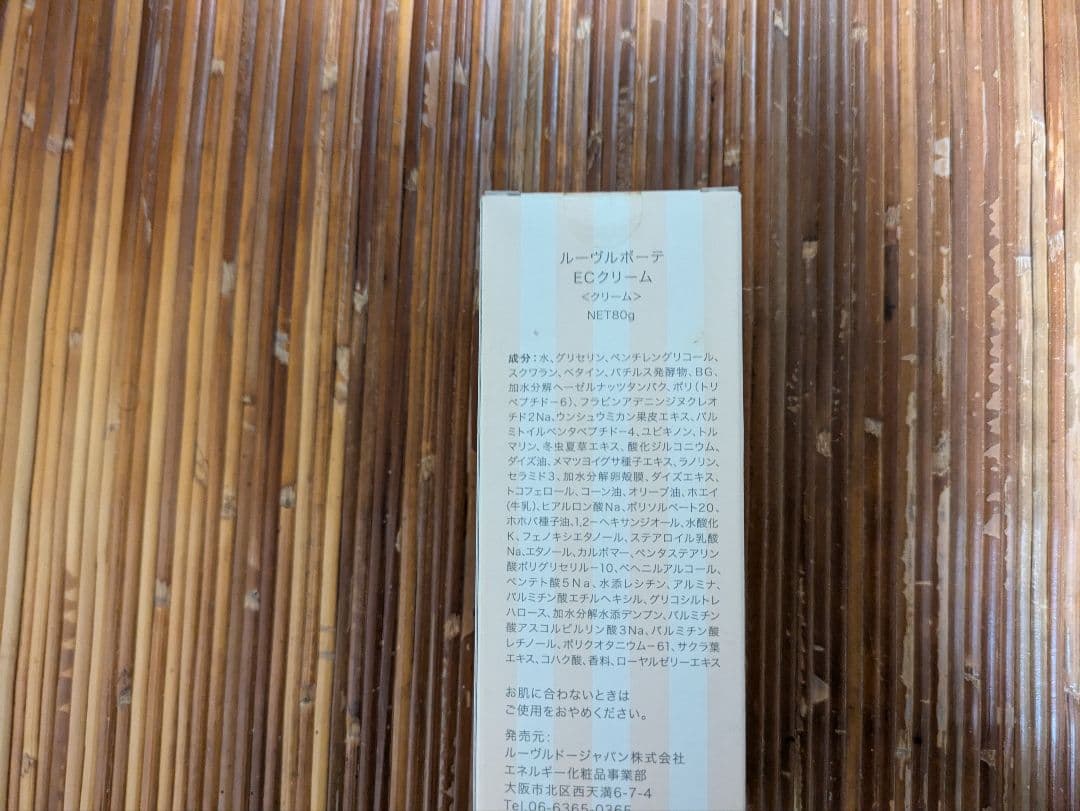 ルーヴルボーテ
ECクリーム
<クリーム>
NET80g
成分：水、グリセリン、ペンチレングリコール、
スクワラン、ベタイン、バチルス発酵物、BG、
加水分解ヘーゼルナッツタンパク、ポリ(トリ
ペプチド-6)、フラビンアデニンジヌクレオ
チド2Na、ウンシュウミカン果皮エキス、パル
ミトイルペンタペプチド-4、ユビキノン、トル
マリン、冬虫夏草エキス、酸化ジルコニウム、
ダイズ油、メマツヨイグサ種子エキス、ラノリン、
セラミド3、加水分解卵殻膜、ダイズエキス、
トコフェロール、コーン油、オリーブ油、ホエイ
(牛乳)、ヒアルロン酸Na、ポリソルベート20、
ホホバ種子油、1,2-ヘキサンジオール、水酸化
K、フェノキシエタノール、ステアロイル乳酸
Na、エタノール、カルボマー、ペンタステアリン
酸ポリグリセリル-10、ベヘニルアルコール、
ペンテト酸5Na、水添レシチン、アルミナ、
パルミチン酸エチルヘキシル、グリコシルトレ
ハロース、加水分解水添デンプン、パルミチン
酸アスコルビルリン酸3Na、パルミチン酸
レチノール、ポリクオタニウム-61、サクラ葉
エキス、コハク酸、香料、ローヤルゼリーエキス
お肌に合わないときは
ご使用をおやめください。
発売元：
ルーヴルドージャパン株式会社
エネルギー化粧品事業部
大阪市北区西天満6-7-4
Tel.06-6365-0365